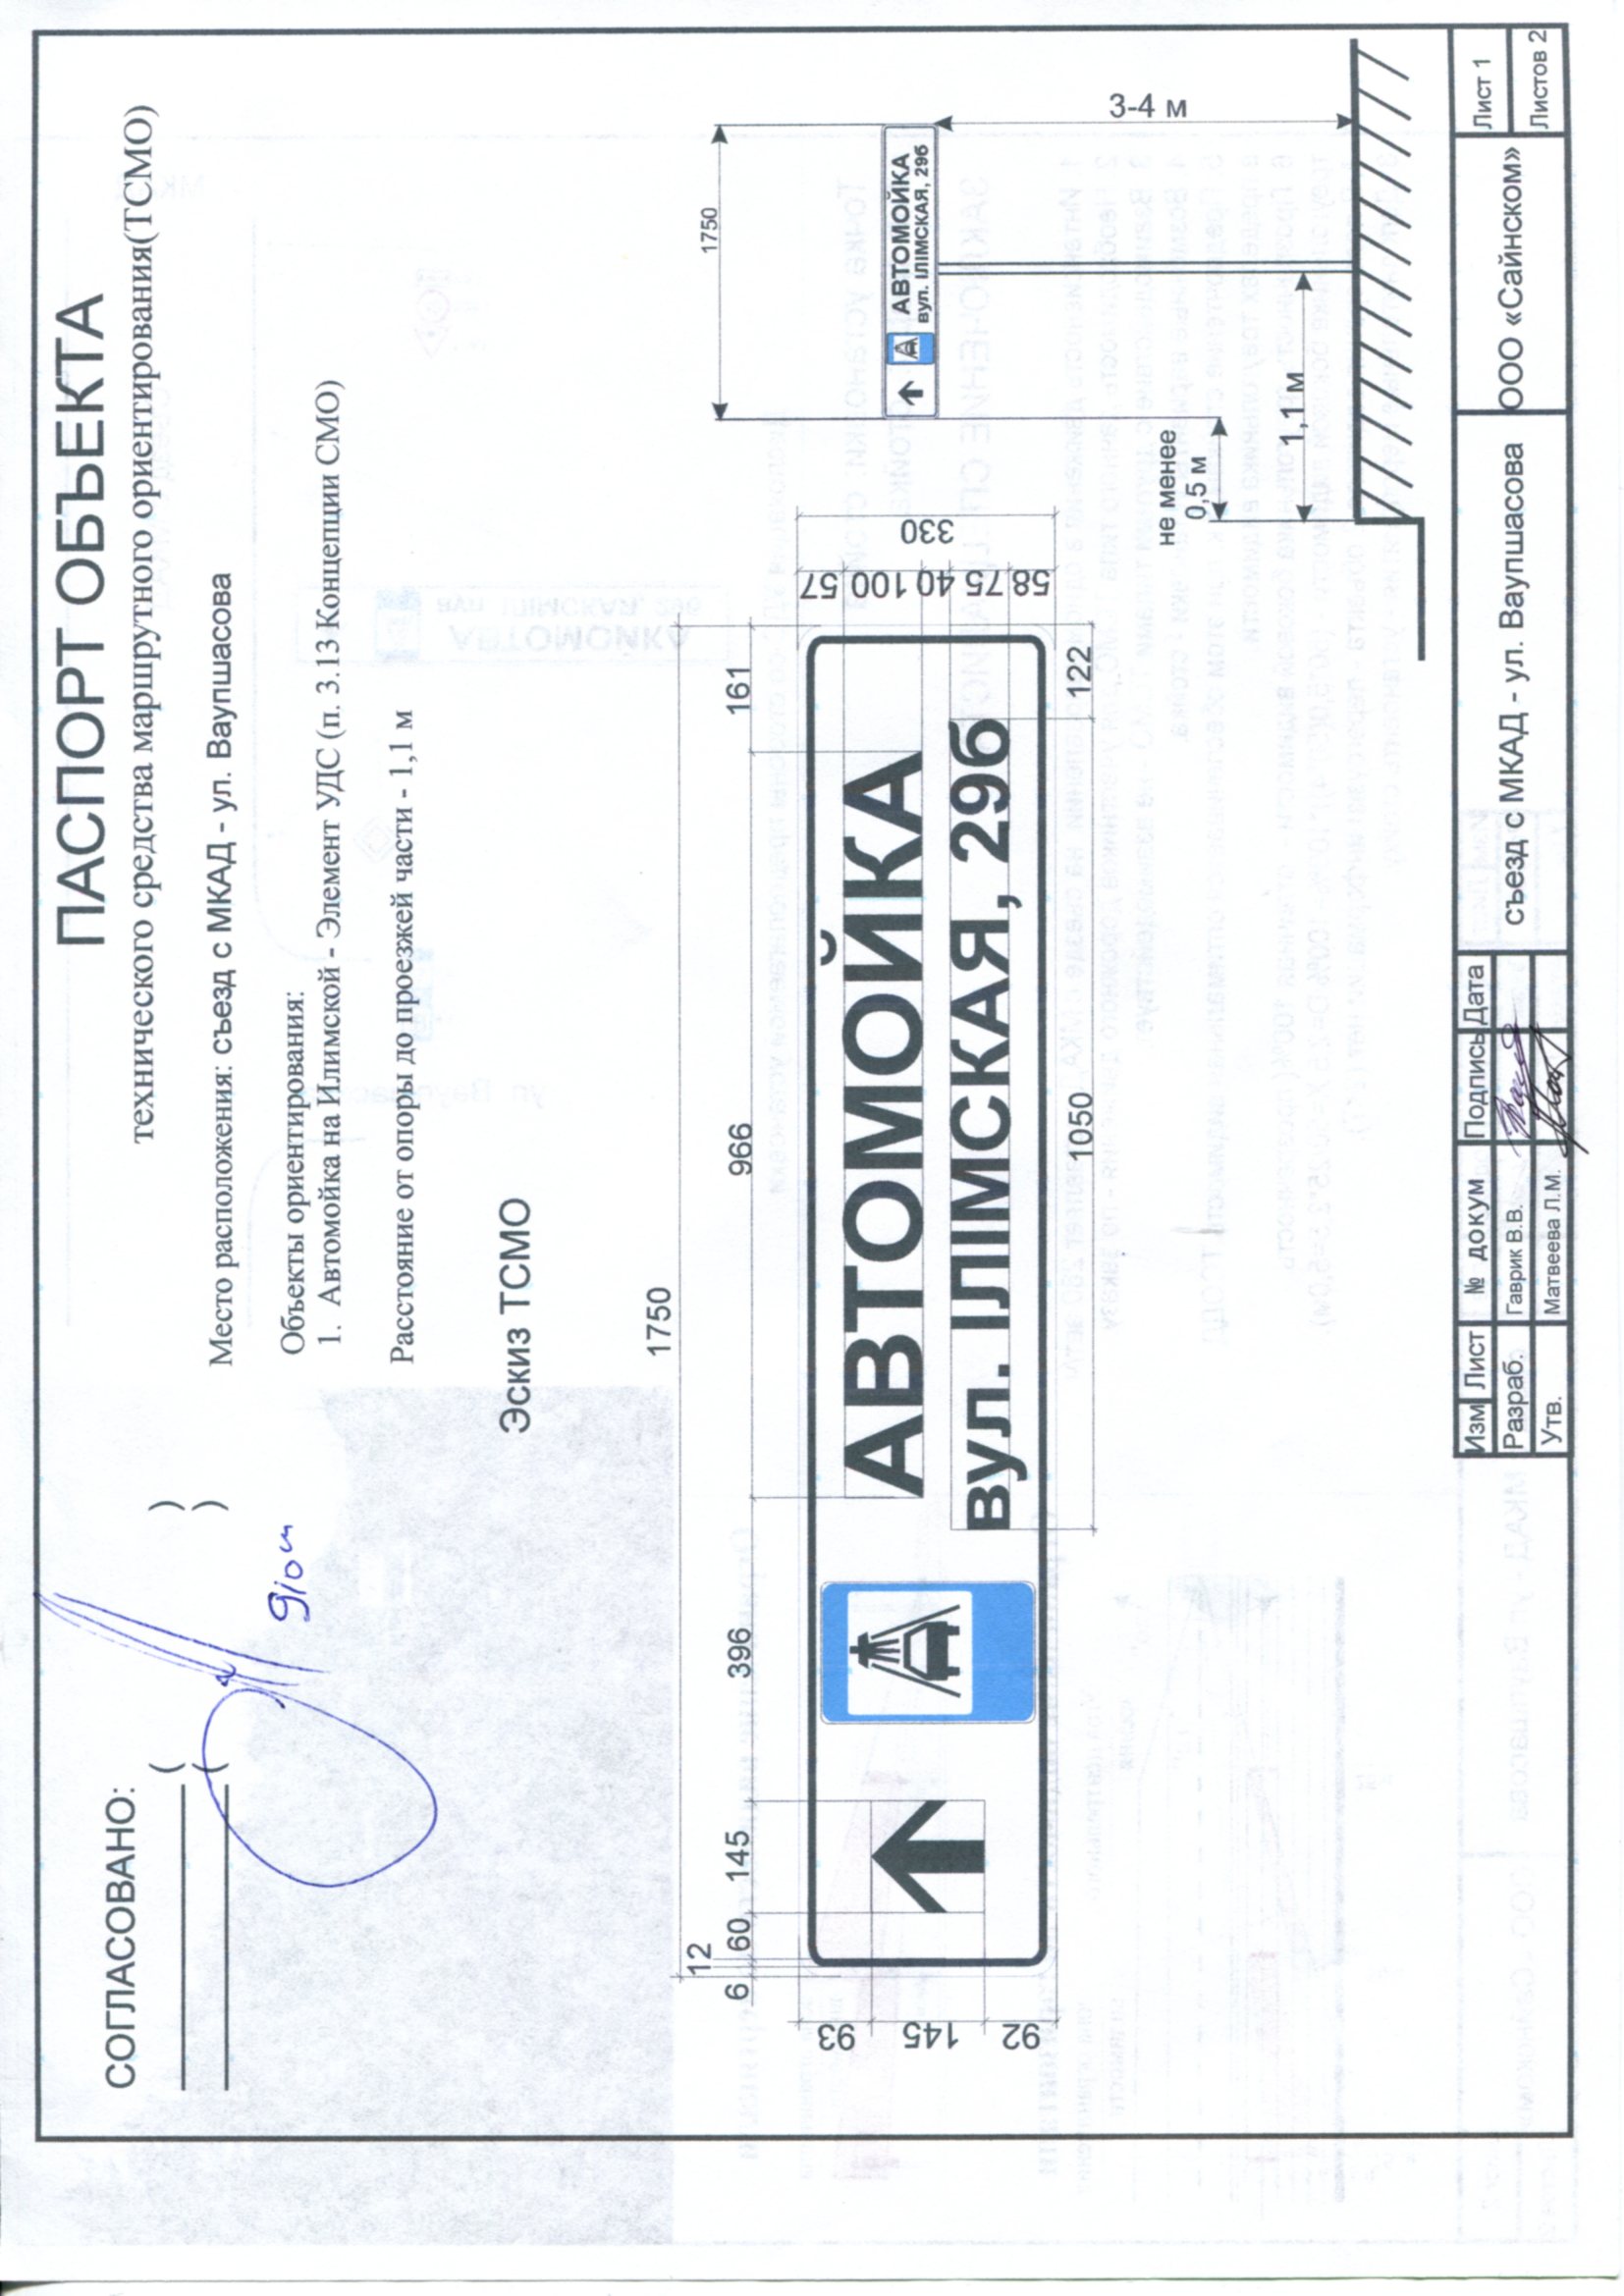 СОГЛАСОВАНО:
( )
( )
ПАСПОРТ ОБЪЕКТА
технического средства маршрутного ориентирования(ТСМО)
Место расположения: съезд с МКАД - ул. Ваупшасова
Объекты ориентирования:
1. Автомойка на Илимской - Элемент УДС (п. 3.13 Концепции СМО)
Расстояние от опоры до проезжей части - 1,1 м
Эскиз ТСМО
1750
12
6 60 145 396 966 161
93
145
92
АВТОМОЙКА
вул. ІЛІМСКАЯ, 29б
1050 122
57
100
40
75
58
330
1750
АВТОМОЙКА
вул. ІЛІМСКАЯ, 29б
3-4 м
не менее
0,5 м
1,1 м
Изм Лист № докум Подпись Дата
Разраб. Гаврик В.В.
Утв. Матвеева Л.М.
съезд с МКАД - ул. Ваупшасова
ООО «Сайнском»
Лист 1
Листов 2